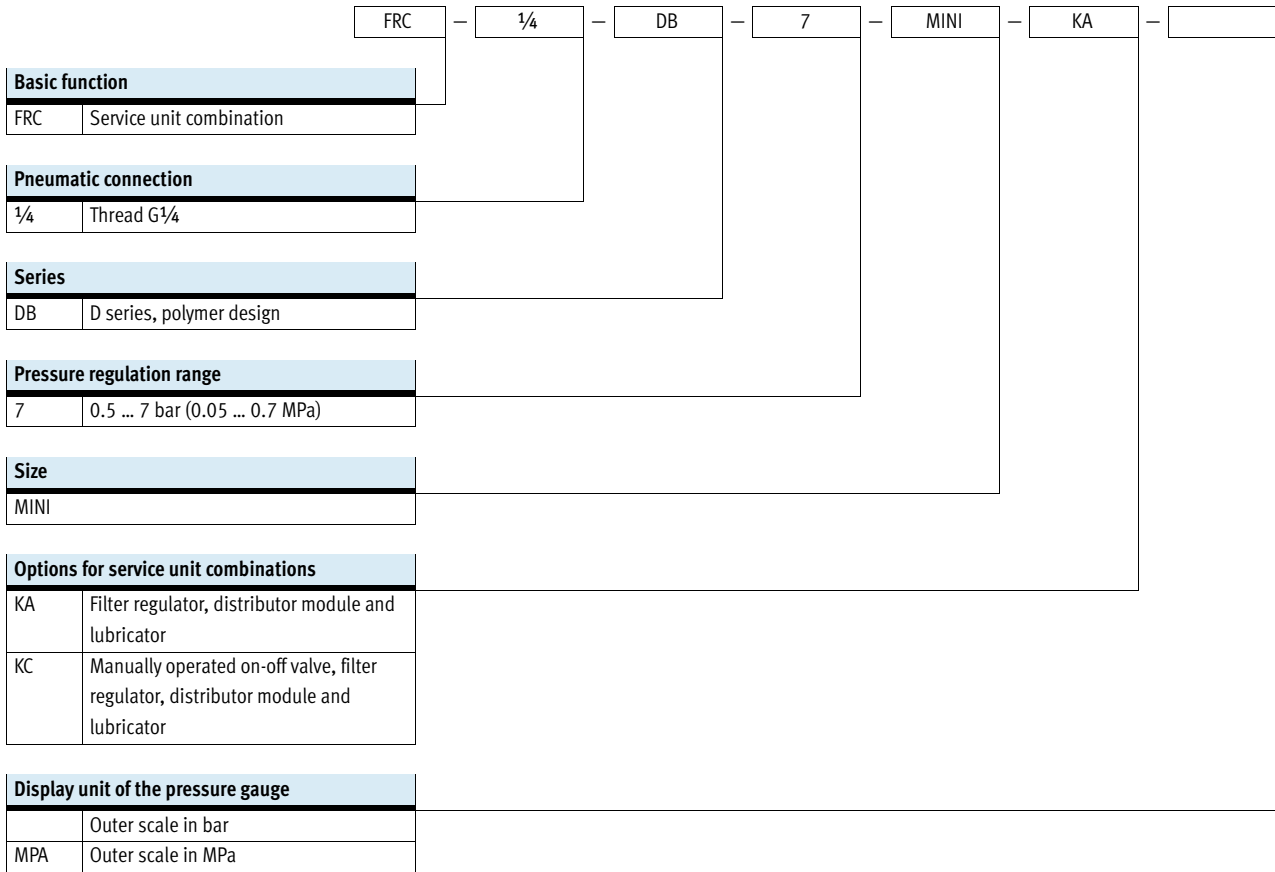 FRC – ¼ – DB – 7 – MINI – KA –
Basic function
FRC Service unit combination
Pneumatic connection
¼ Thread G¼
Series
DB D series, polymer design
Pressure regulation range
7 0.5 ... 7 bar (0.05 ... 0.7 MPa)
Size
MINI
Options for service unit combinations
KA Filter regulator, distributor module and
lubricator
KC Manually operated on-off valve, filter
regulator, distributor module and
lubricator
Display unit of the pressure gauge
Outer scale in bar
MPA Outer scale in MPa